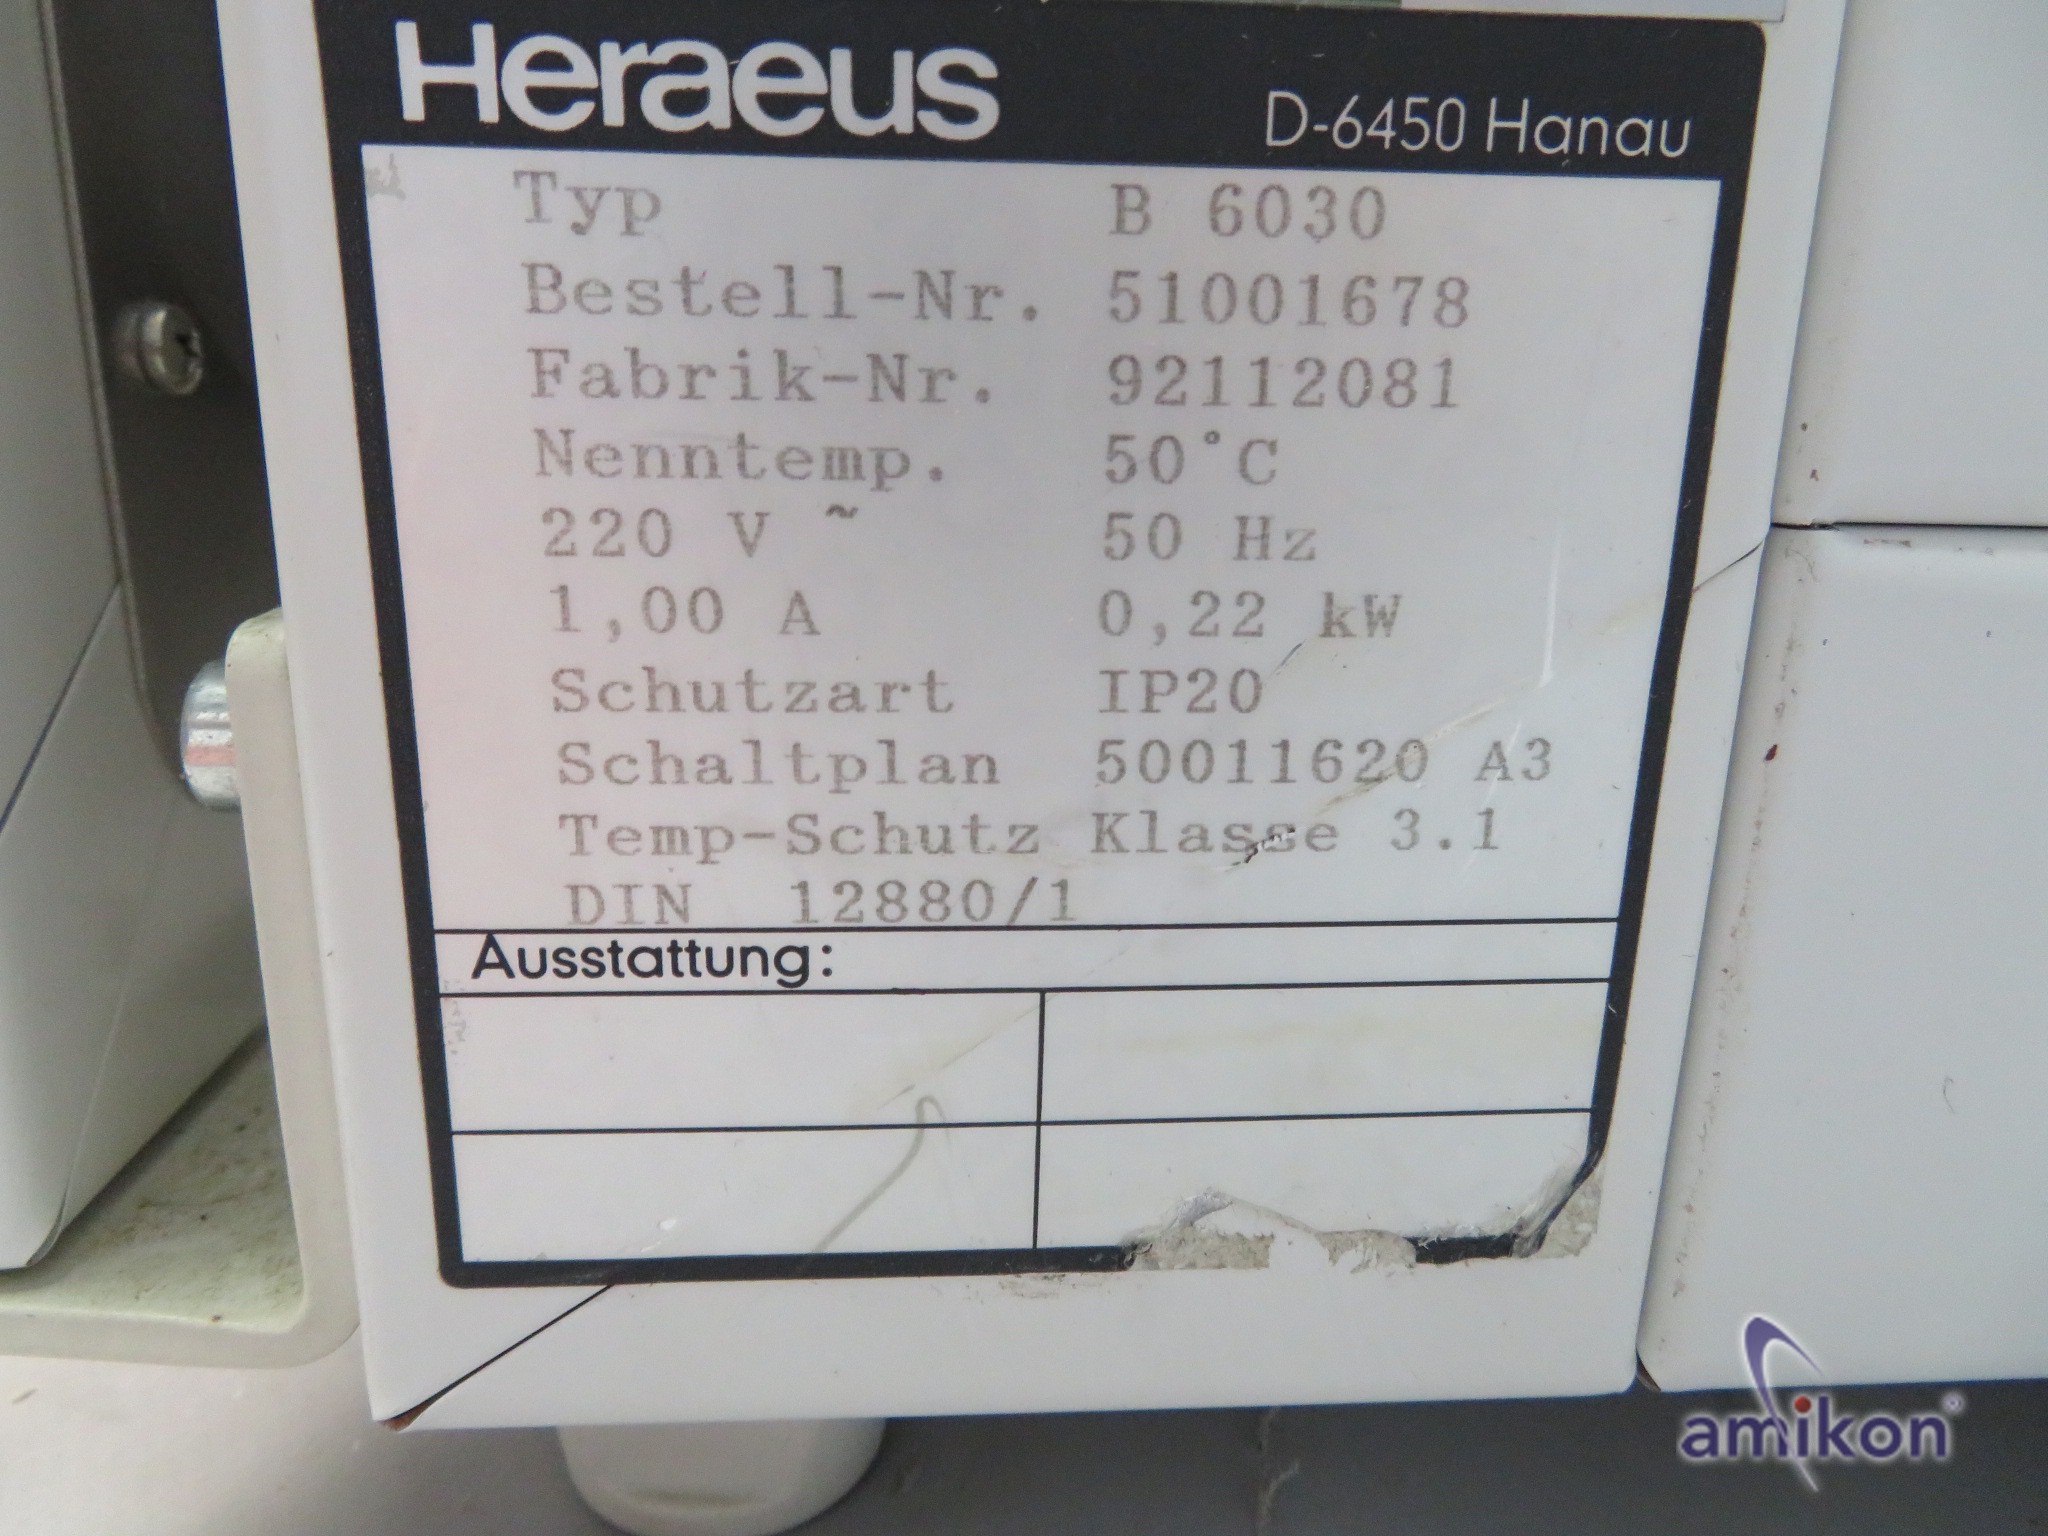 Heraeus D-6450 Hanau
Typ B 6030
Bestell-Nr. 51001678
Fabrik-Nr. 92112081
Nenntemp. 50°C
220 V ~ 50 Hz
1,00 A 0,22 kW
Schutzart IP20
Schaltplan 50011620 A3
Temp-Schutz Klasse 3.1
DIN 12880/1
Ausstattung:
amikon®